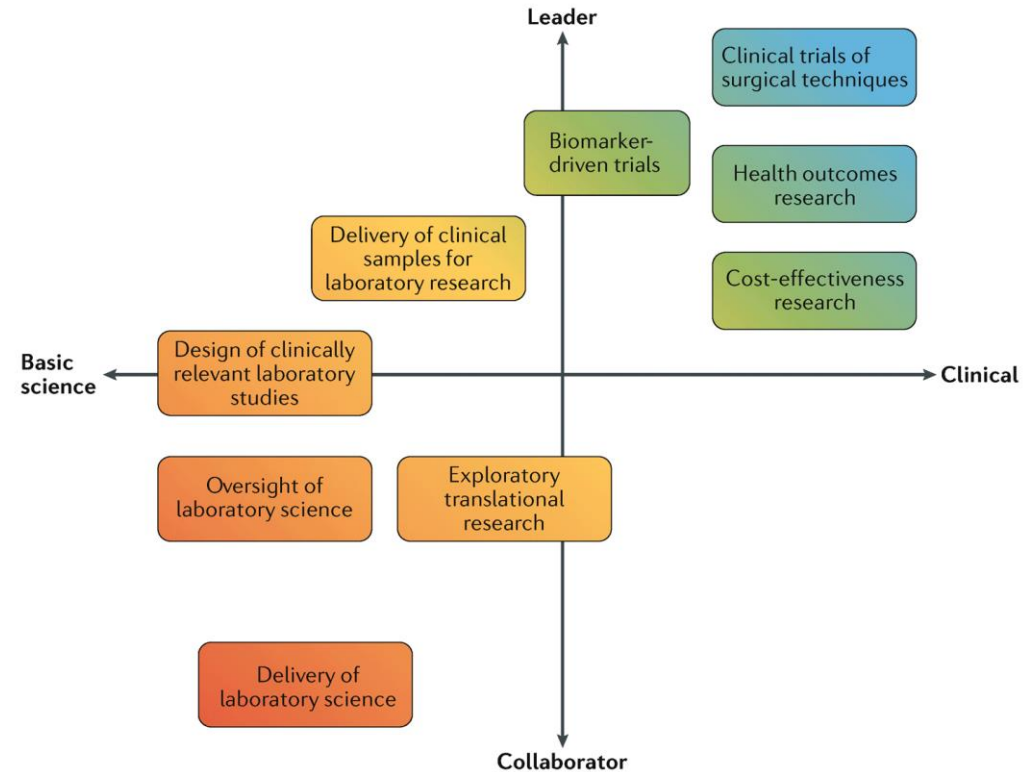 Leader
Clinical trials of
surgical techniques
Biomarker-
driven trials
Health outcomes
research
Delivery of clinical
samples for
laboratory research
Cost-effectiveness
research
Basic
science
Design of clinically
relevant laboratory
studies
Clinical
Oversight of
laboratory science
Exploratory
translational
research
Delivery of
laboratory science
Collaborator